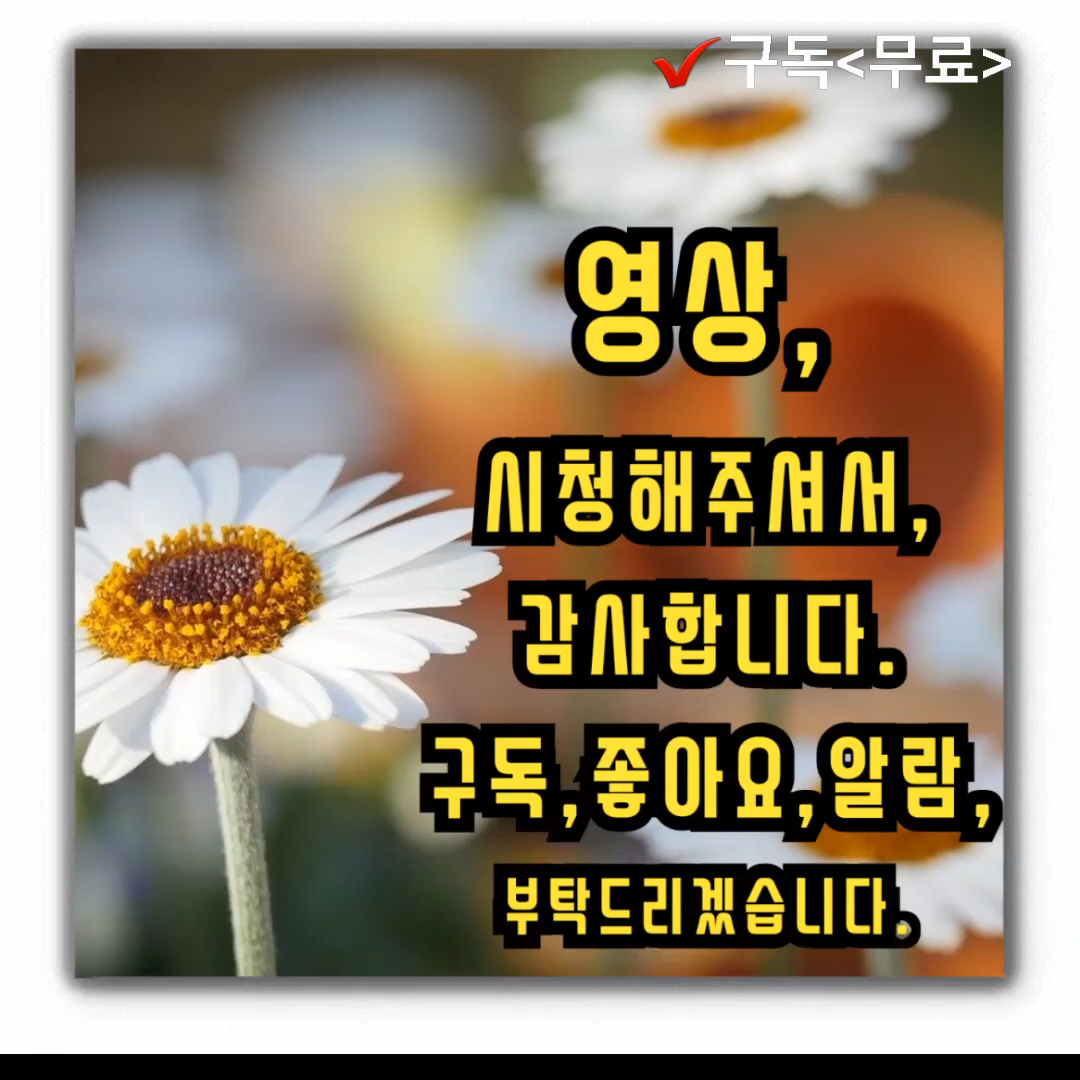 ✓구독<무료>
영상,
시청해주셔서,
감사합니다.
구독,좋아요,알람,
부탁드리겠습니다.